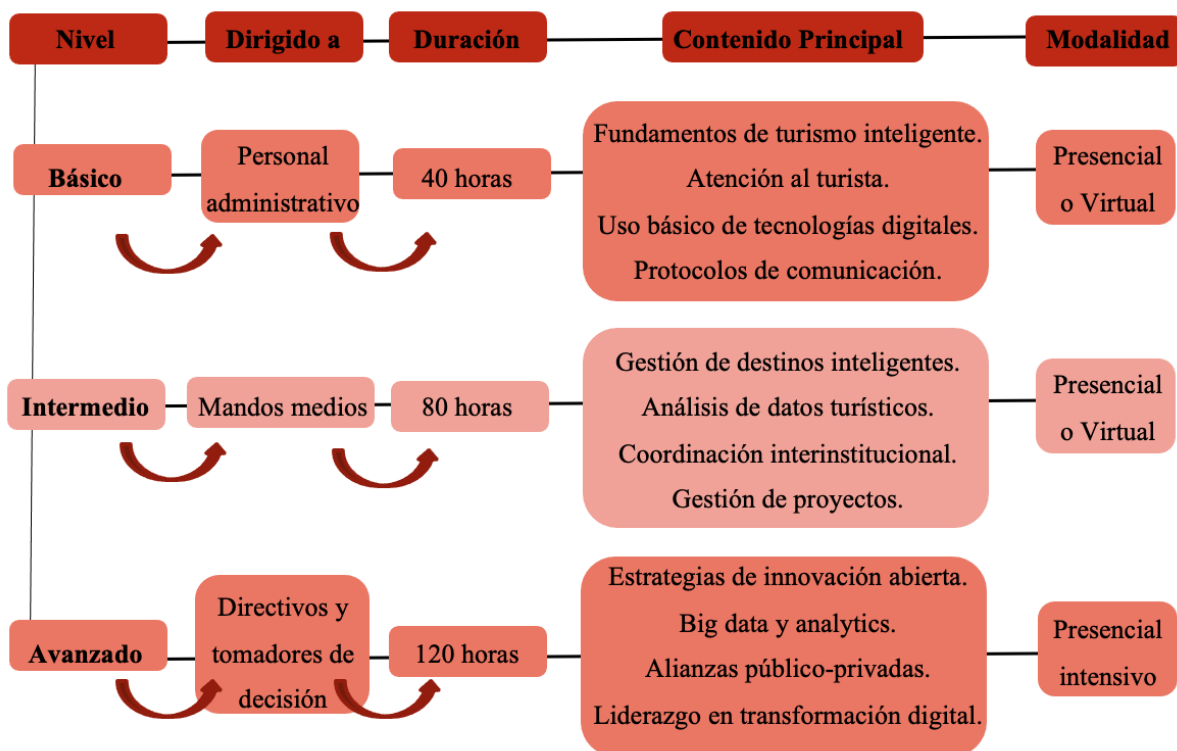 Nivel
Dirigido a
Duración
Contenido Principal
Modalidad
Básico
Personal
administrativo
40 horas
Fundamentos de turismo inteligente.
Atención al turista.
Uso básico de tecnologías digitales.
Protocolos de comunicación.
Presencial
o Virtual
Intermedio
Mandos medios
80 horas
Gestión de destinos inteligentes.
Análisis de datos turísticos.
Coordinación interinstitucional.
Gestión de proyectos.
Presencial
o Virtual
Avanzado
Directivos y
tomadores de
decisión
120 horas
Estrategias de innovación abierta.
Big data y analytics.
Alianzas público-privadas.
Liderazgo en transformación digital.
Presencial
intensivo